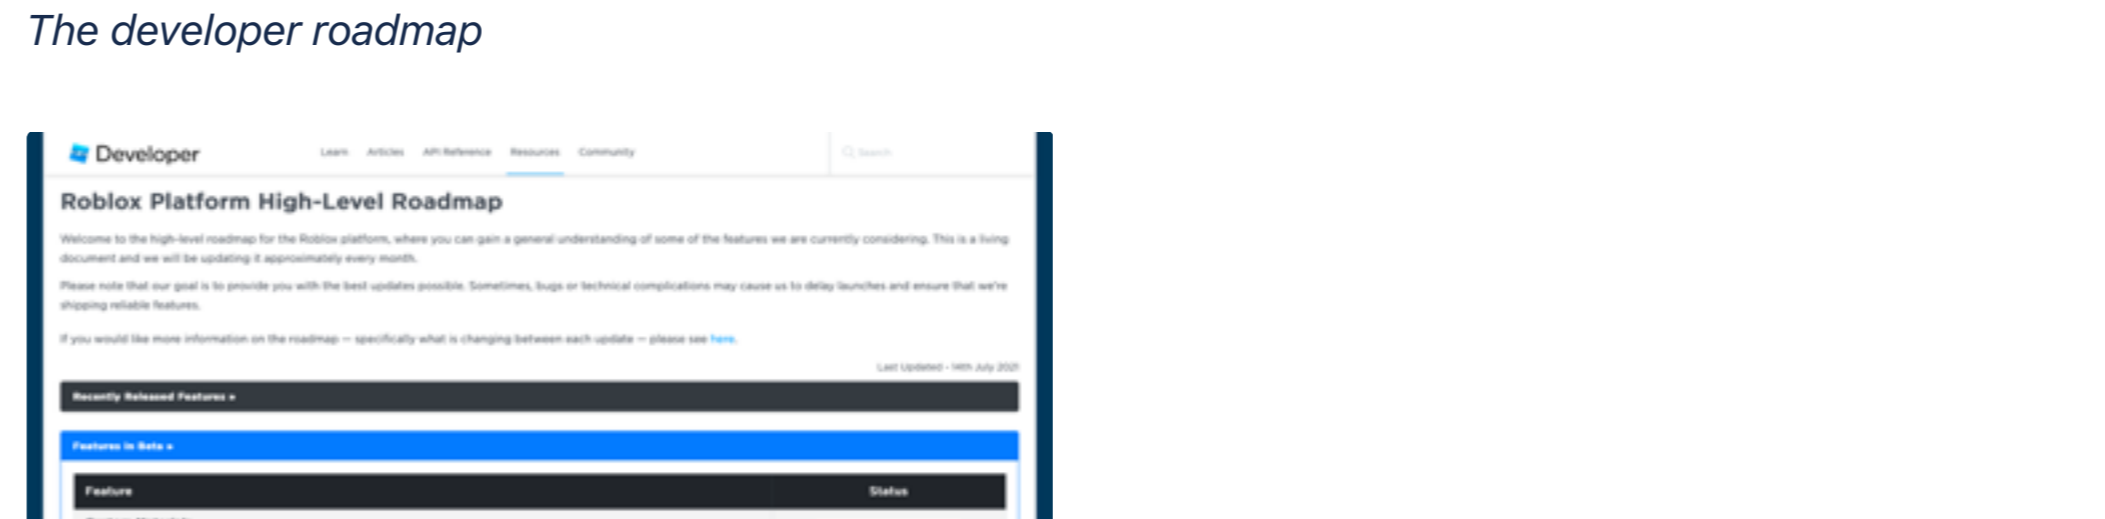 The developer roadmap
Developer
Learn Articles API Reference Resources Community Search
Roblox Platform High-Level Roadmap
Welcome to the high-level roadmap for the Roblox platform, where you can gain a general understanding of some of the features we are currently considering. This is a living
document and we will be updating it approximately every month.
Please note that our goal is to provide you with the best updates possible. Sometimes, bugs or technical complications may cause us to delay launches and ensure that we're
shipping reliable features.
If you would like more information on the roadmap — specifically what is changing between each update — please see here.
Last Updated - 14th July 2021
Recently Released Features »
Features in Beta »
Feature Status